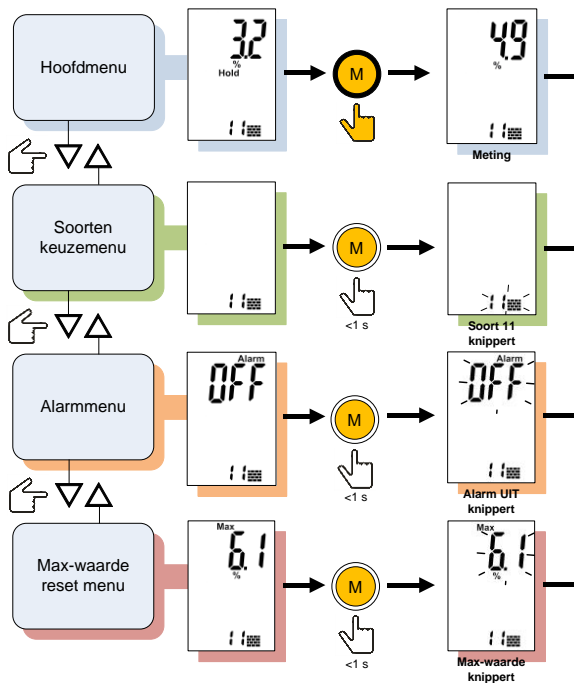 Hoofdmenu
3.2
%
Hold
11
M
4.9
%
11
Meting
Soorten
keuzemenu
11
M
<1 s
11
Soort 11
knippert
Alarmmenu
Alarm
OFF
11
M
<1 s
Alarm
OFF
11
Alarm UIT
knippert
Max-waarde
reset menu
Max
6.1
%
11
M
<1 s
Max
6.1
%
11
Max-waarde
knippert